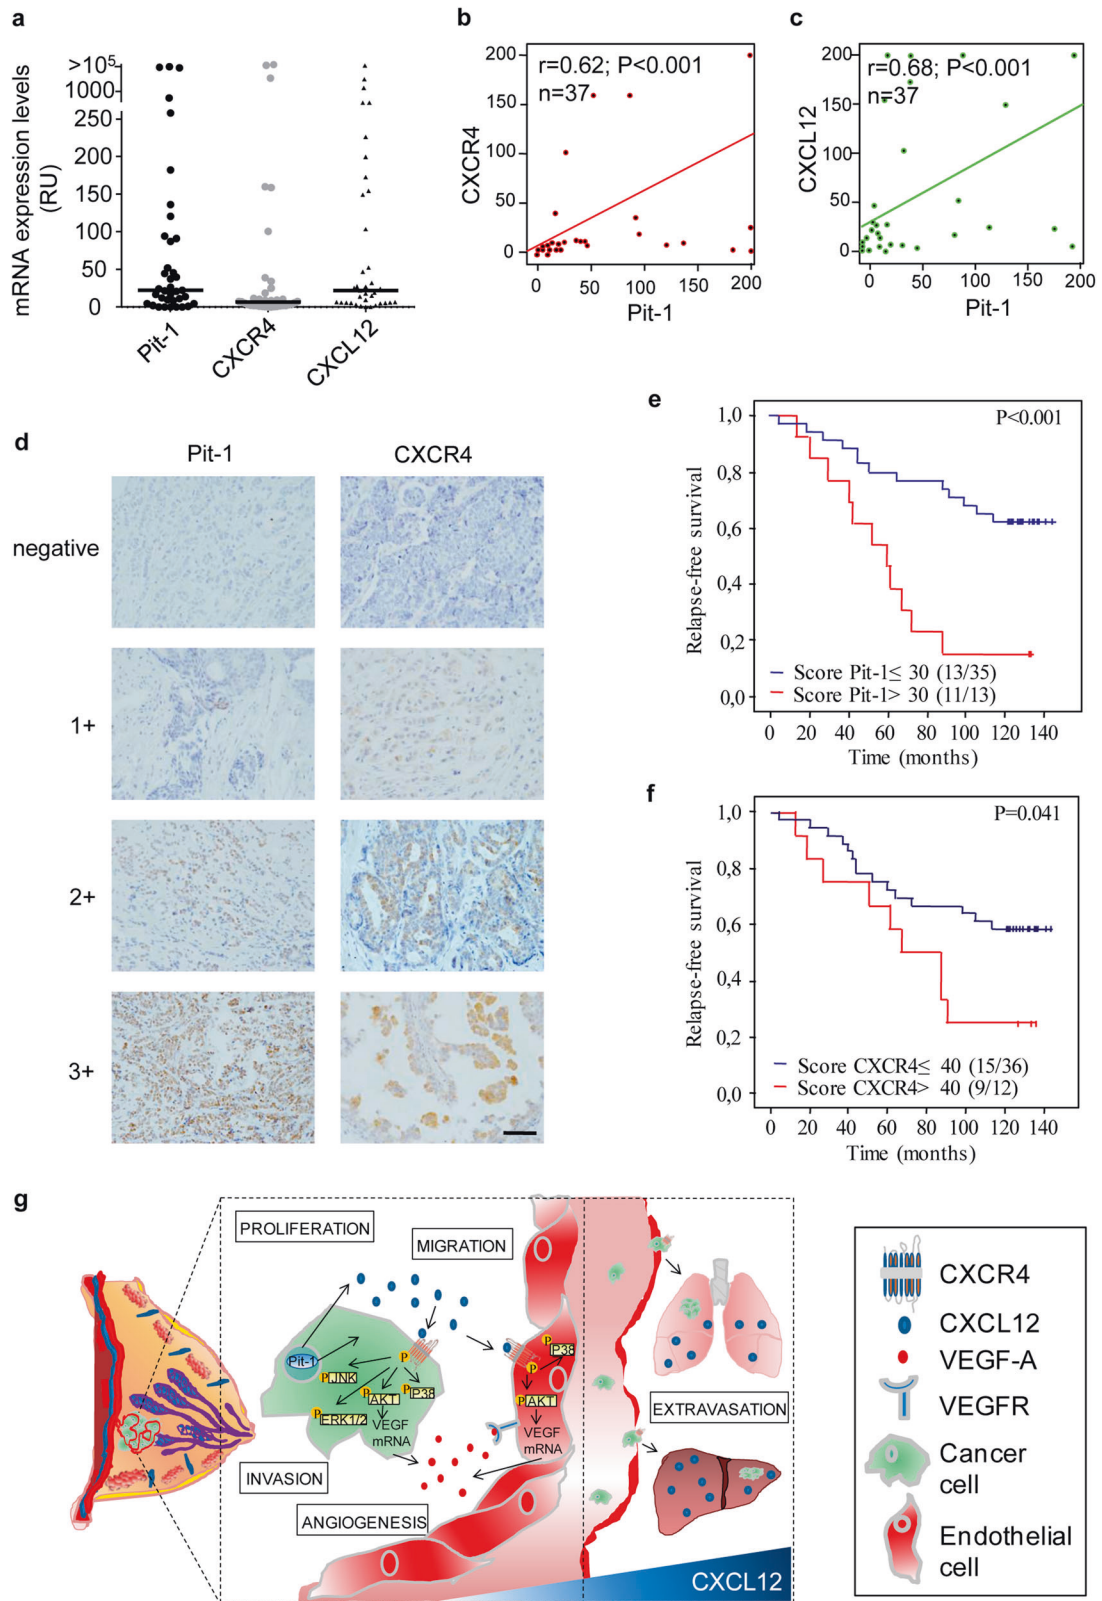 a
mRNA expression levels
(RU)
>10⁵
1000
250
200
150
100
50
0
Pit-1
CXCR4
CXCL12
b
CXCR4
200
150
100
50
0
r=0.62; P<0.001
n=37
0 50 100 150 200
Pit-1
c
CXCL12
200
150
100
50
0
r=0.68; P<0.001
n=37
0 50 100 150 200
Pit-1
d
Pit-1 CXCR4
negative
1+
2+
3+
e
Relapse-free survival
1,0
0,8
0,6
0,4
0,2
0,0
P<0.001
Score Pit-1≤ 30 (13/35)
Score Pit-1> 30 (11/13)
0 20 40 60 80 100 120 140
Time (months)
f
Relapse-free survival
1,0
0,8
0,6
0,4
0,2
0,0
P=0.041
Score CXCR4≤ 40 (15/36)
Score CXCR4> 40 (9/12)
0 20 40 60 80 100 120 140
Time (months)
g
PROLIFERATION
MIGRATION
Pit-1
P
P JNK
P AKT
P P38
P ERK1/2
VEGF
mRNA
P P38
P
P AKT
VEGF
mRNA
INVASION
ANGIOGENESIS
EXTRAVASATION
CXCL12
CXCR4
CXCL12
VEGF-A
VEGFR
Cancer
cell
Endothelial
cell